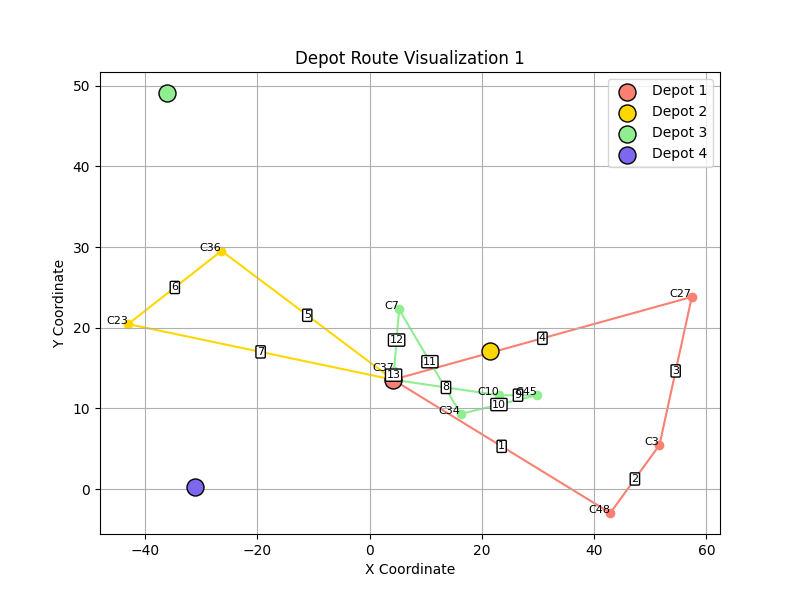 Depot Route Visualization 1
50
40
30
20
10
0
−40
−20
0
20
40
60
Y Coordinate
X Coordinate
Depot 1
Depot 2
Depot 3
Depot 4
C36
C23
C7
C37
C10
C45
C34
C27
C3
C48
1
2
3
4
5
6
7
8
9
10
11
12
13